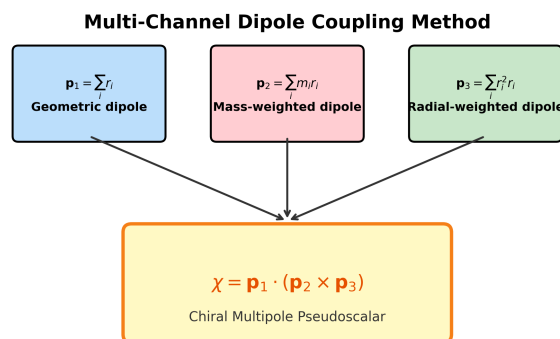 Multi-Channel Dipole Coupling Method
p₁ = ∑ᵢ rᵢ
Geometric dipole
p₂ = ∑ᵢ mᵢrᵢ
Mass-weighted dipole
p₃ = ∑ᵢ rᵢ²rᵢ
Radial-weighted dipole
χ = p₁ · (p₂ × p₃)
Chiral Multipole Pseudoscalar